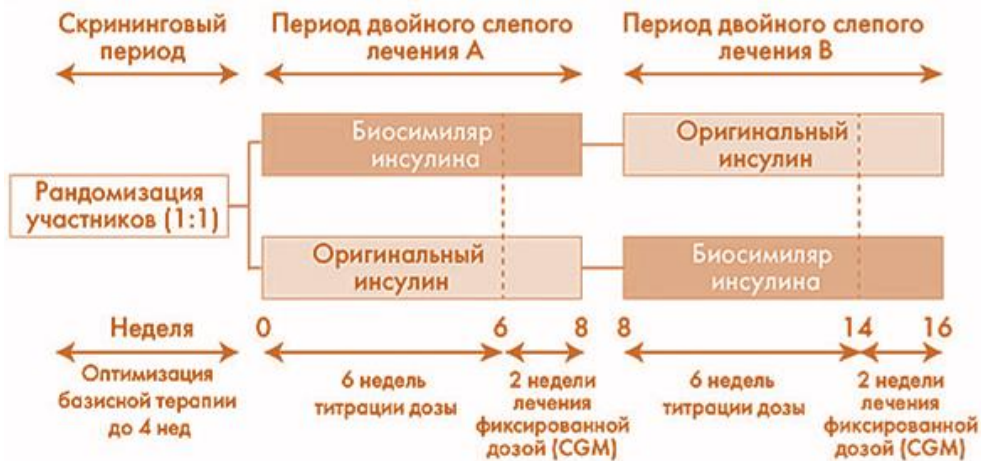 Скрининговый
период
Период двойного слепого
лечения А
Период двойного слепого
лечения В
Биосимиляр
инсулина
Оригинальный
инсулин
Рандомизация
участников (1:1)
Оригинальный
инсулин
Биосимиляр
инсулина
Неделя
0
6
8
8
14
16
Оптимизация
базисной терапии
до 4 нед
6 недель
титрации дозы
2 недели
лечения
фиксированной
дозой (CGM)
6 недель
титрации дозы
2 недели
лечения
фиксированной
дозой (CGM)